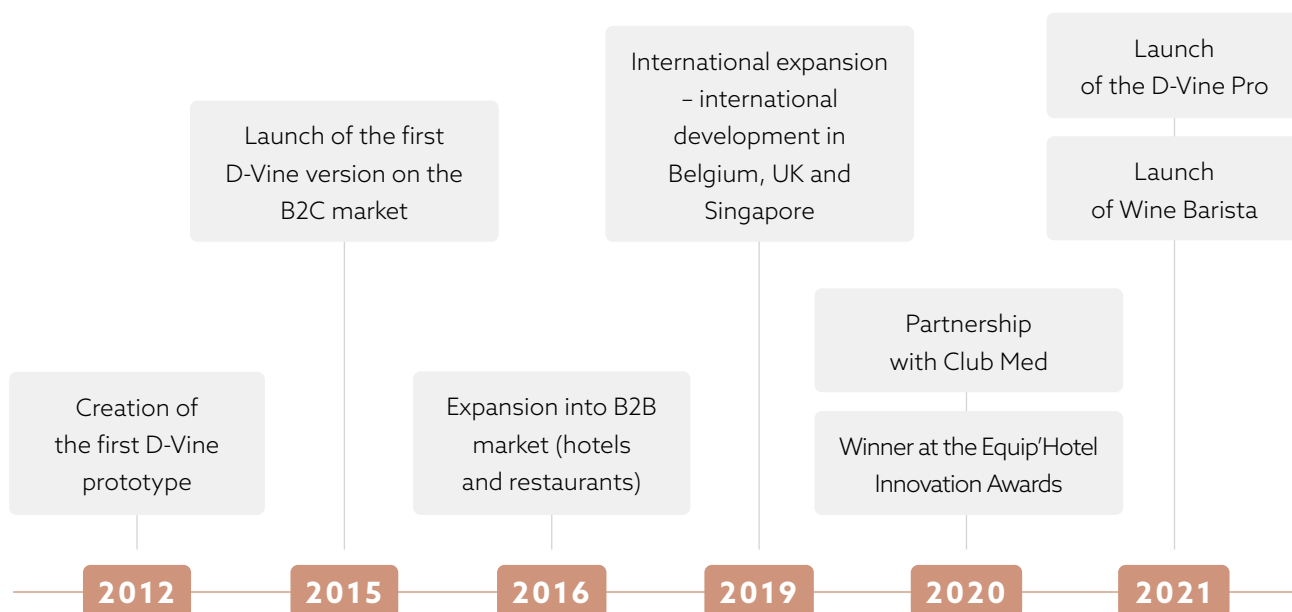 Creation of
the first D-Vine
prototype
2012
Launch of the first
D-Vine version on the
B2C market
2015
Expansion into B2B
market (hotels
and restaurants)
2016
International expansion
– international
development in
Belgium, UK and
Singapore
2019
Partnership
with Club Med
Winner at the Equip'Hotel
Innovation Awards
2020
Launch
of the D-Vine Pro
Launch
of Wine Barista
2021